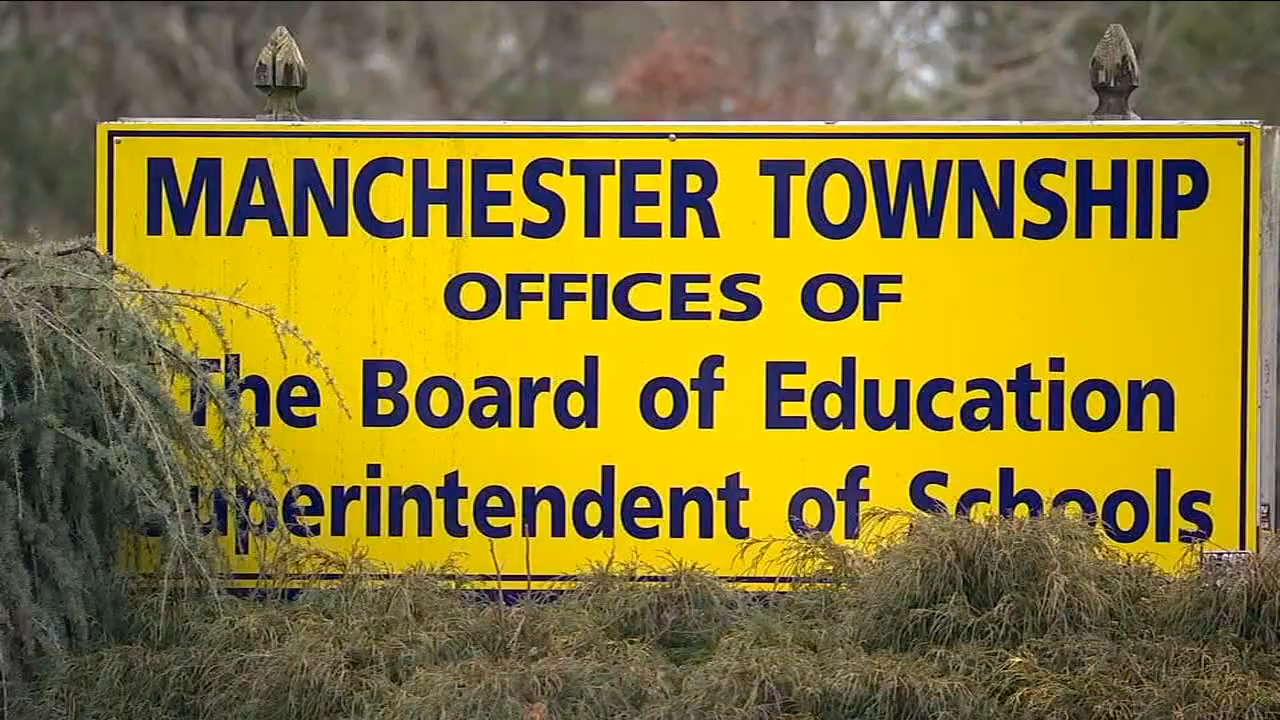 MANCHESTER TOWNSHIP
OFFICES OF
The Board of Education
Superintendent of Schools